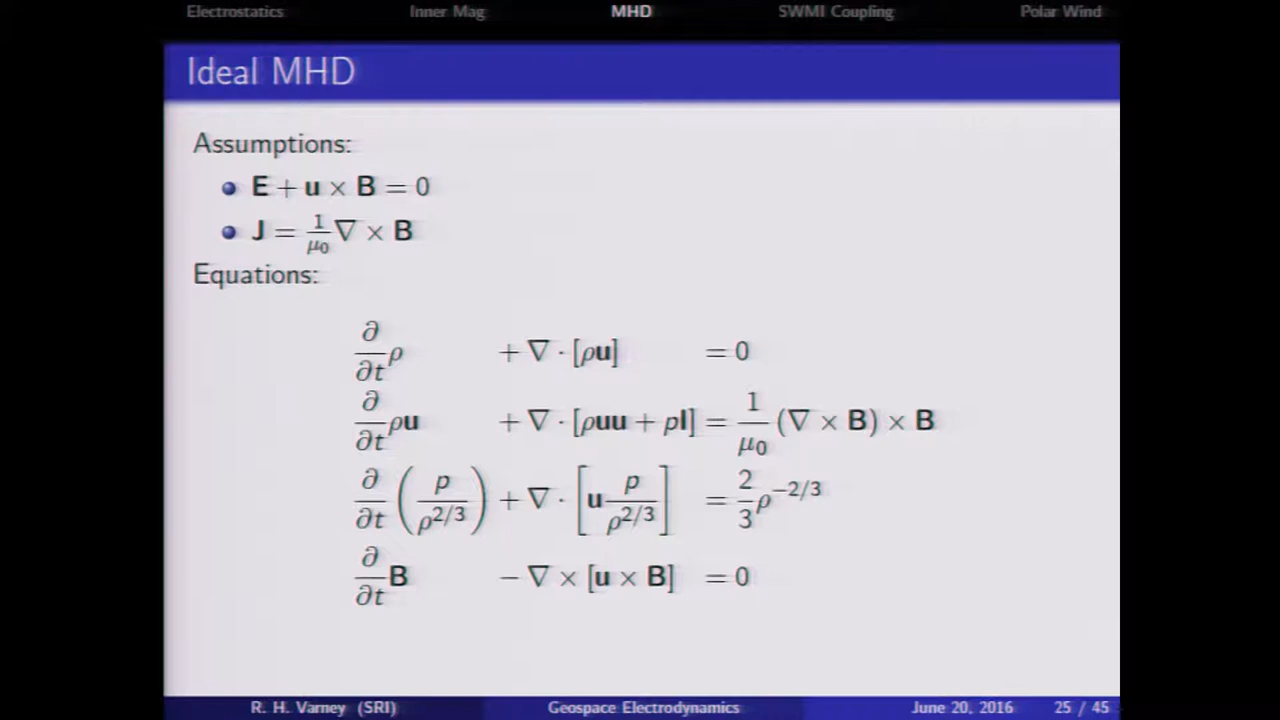 Electrostatics Inner Mag MHD SWMI Coupling Polar Wind
Ideal MHD
Assumptions:
E + u × B = 0
J = 1/μ₀ ∇ × B
Equations:
∂/∂t ρ + ∇ · [ρu] = 0
∂/∂t ρu + ∇ · [ρuu + pI] = 1/μ₀ (∇ × B) × B
∂/∂t (p/ρ^{2/3}) + ∇ · [u p/ρ^{2/3}] = 2/3 ρ^{-2/3}
∂/∂t B − ∇ × [u × B] = 0
R. H. Varney (SRI) Geospace Electrodynamics June 20, 2016 25 / 45